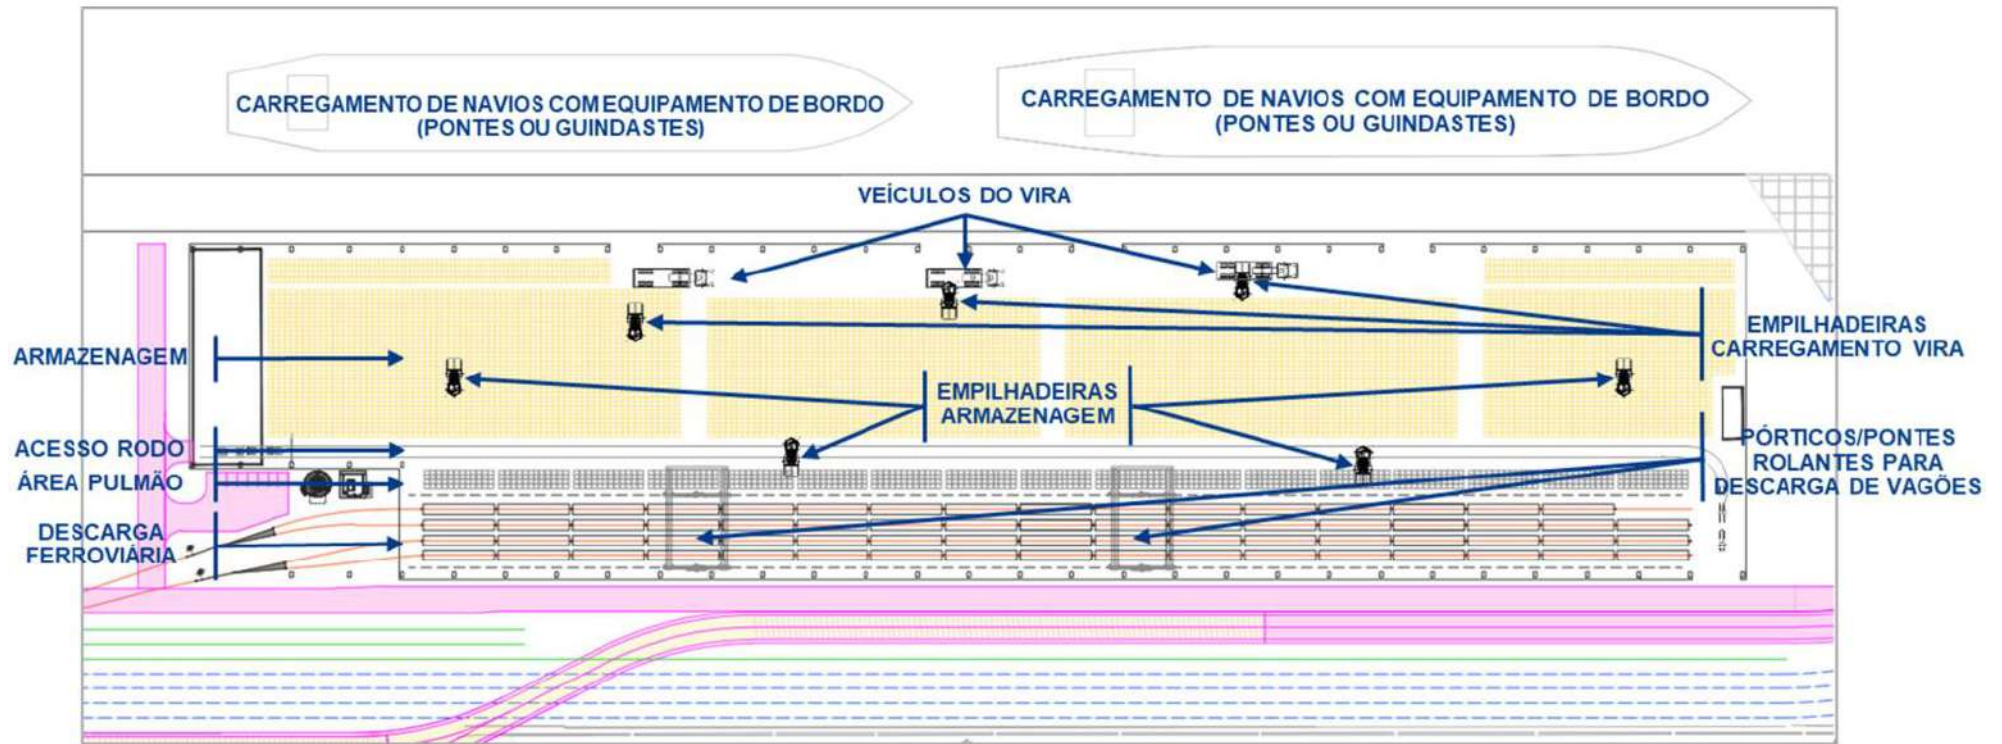 CARREGAMENTO DE NAVIOS COM EQUIPAMENTO DE BORDO
(PONTES OU GUINDASTES)
CARREGAMENTO DE NAVIOS COM EQUIPAMENTO DE BORDO
(PONTES OU GUINDASTES)
VEÍCULOS DO VIRA
ARMAZENAGEM
EMPILHADEIRAS
CARREGAMENTO VIRA
EMPILHADEIRAS
ARMAZENAGEM
ACESSO RODO
ÁREA PULMÃO
DESCARGA
FERROVIÁRIA
PÓRTICOS/PONTES
ROLANTES PARA
DESCARGA DE VAGÕES